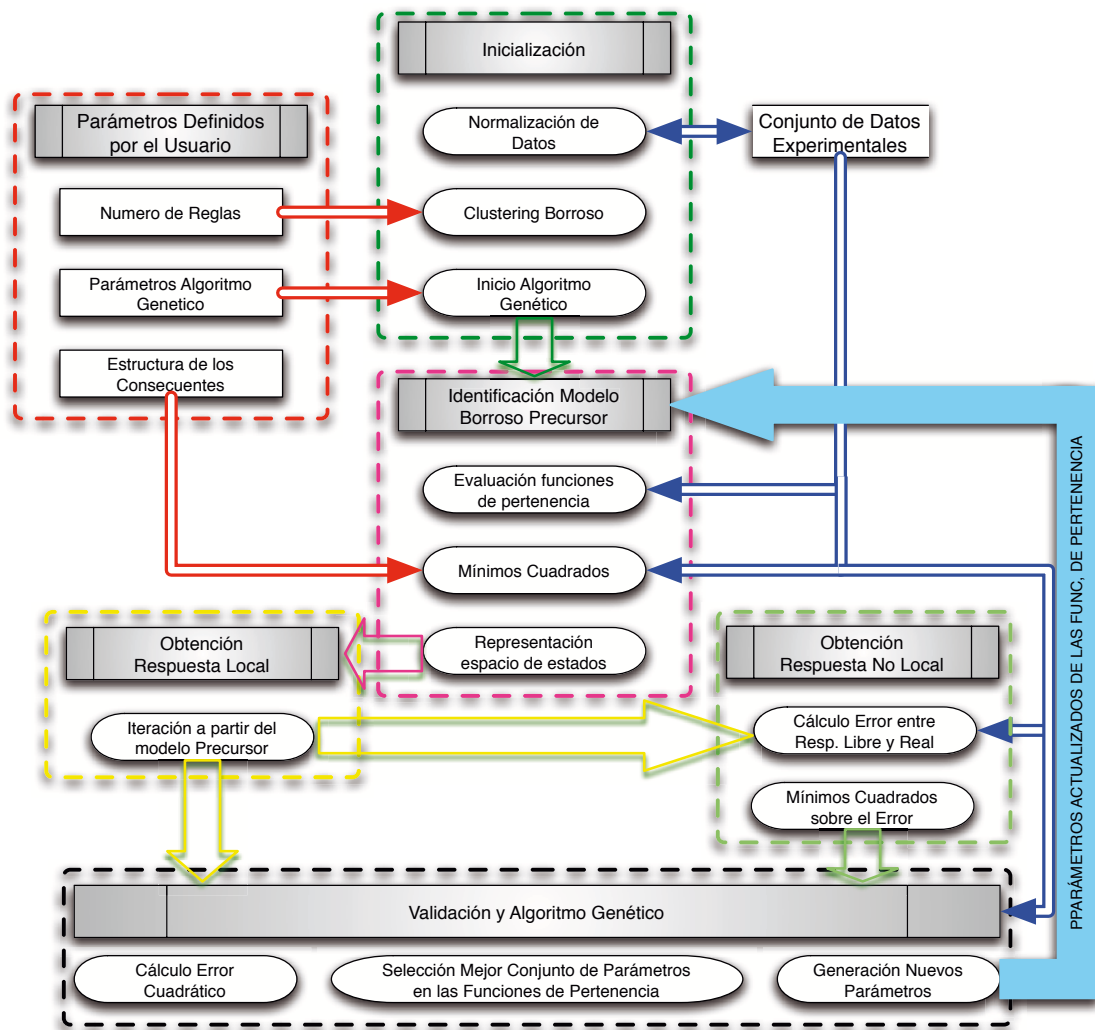 Inicialización
Parámetros Definidos
por el Usuario
Normalización de
Datos
Conjunto de Datos
Experimentales
Numero de Reglas
Clustering Borroso
Parámetros Algoritmo
Genetico
Inicio Algoritmo
Genético
Estructura de los
Consecuentes
Identificación Modelo
Borroso Precursor
Evaluación funciones
de pertenencia
Mínimos Cuadrados
Representación
espacio de estados
Obtención
Respuesta Local
Obtención
Respuesta No Local
Iteración a partir del
modelo Precursor
Cálculo Error entre
Resp. Libre y Real
Mínimos Cuadrados
sobre el Error
PPARÁMETROS ACTUALIZADOS DE LAS FUNC, DE PERTENENCIA
Validación y Algoritmo Genético
Cálculo Error
Cuadrático
Selección Mejor Conjunto de Parámetros
en las Funciones de Pertenencia
Generación Nuevos
Parámetros